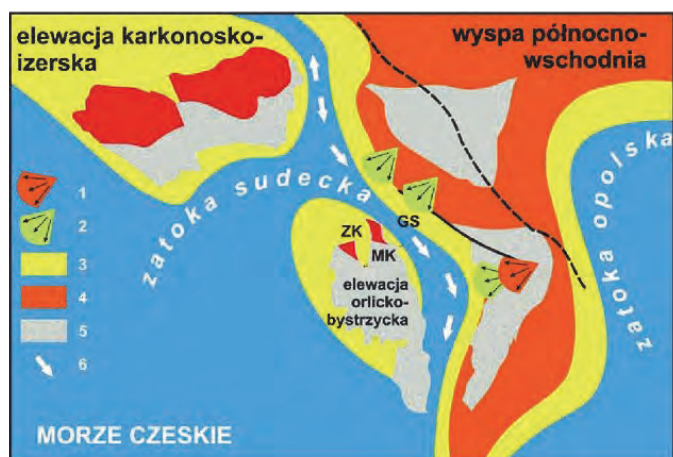 elewacja karkonosko-
izerska
wyspa północno-
wschodnia
zatoka sudecka
zatoka opolska
GS
ZK
MK
elewacja
orlicko-
bystrzycka
1
2
3
4
5
6
MORZE CZESKIE